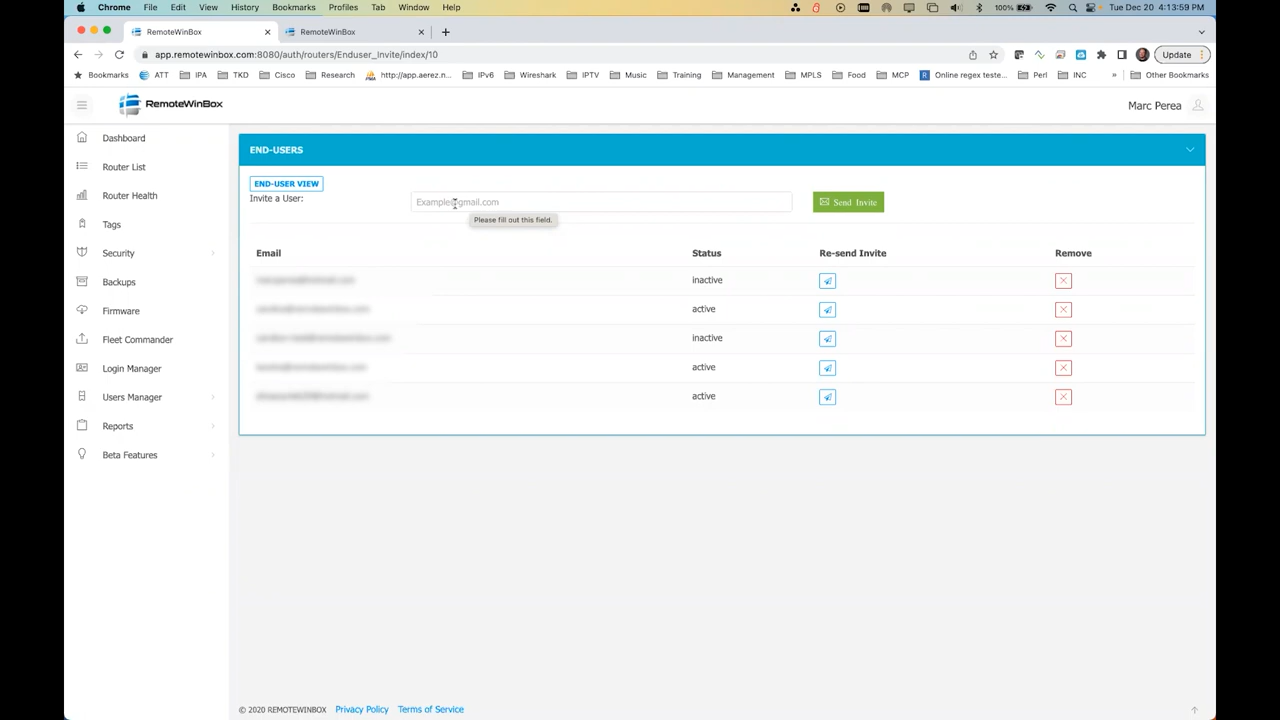 Chrome File Edit View History Bookmarks Profiles Tab Window Help 100% Tue Dec 20 4:13:59 PM
RemoteWinBox RemoteWinBox
app.remotewinbox.com:8080/auth/routers/Enduser_Invite/index/10 Update
Bookmarks ATT IPA TKD Cisco Research http://app.aerez.n... IPv6 Wireshark IPTV Music Training Management MPLS Food MCP Online regex teste... Perl INC » Other Bookmarks
RemoteWinBox Marc Perea
Dashboard
Router List
Router Health
Tags
Security
Backups
Firmware
Fleet Commander
Login Manager
Users Manager
Reports
Beta Features
END-USERS
END-USER VIEW
Invite a User: Example@gmail.com Send Invite
Please fill out this field.
Email Status Re-send Invite Remove
inactive
active
inactive
active
active
© 2020 REMOTEWINBOX Privacy Policy Terms of Service